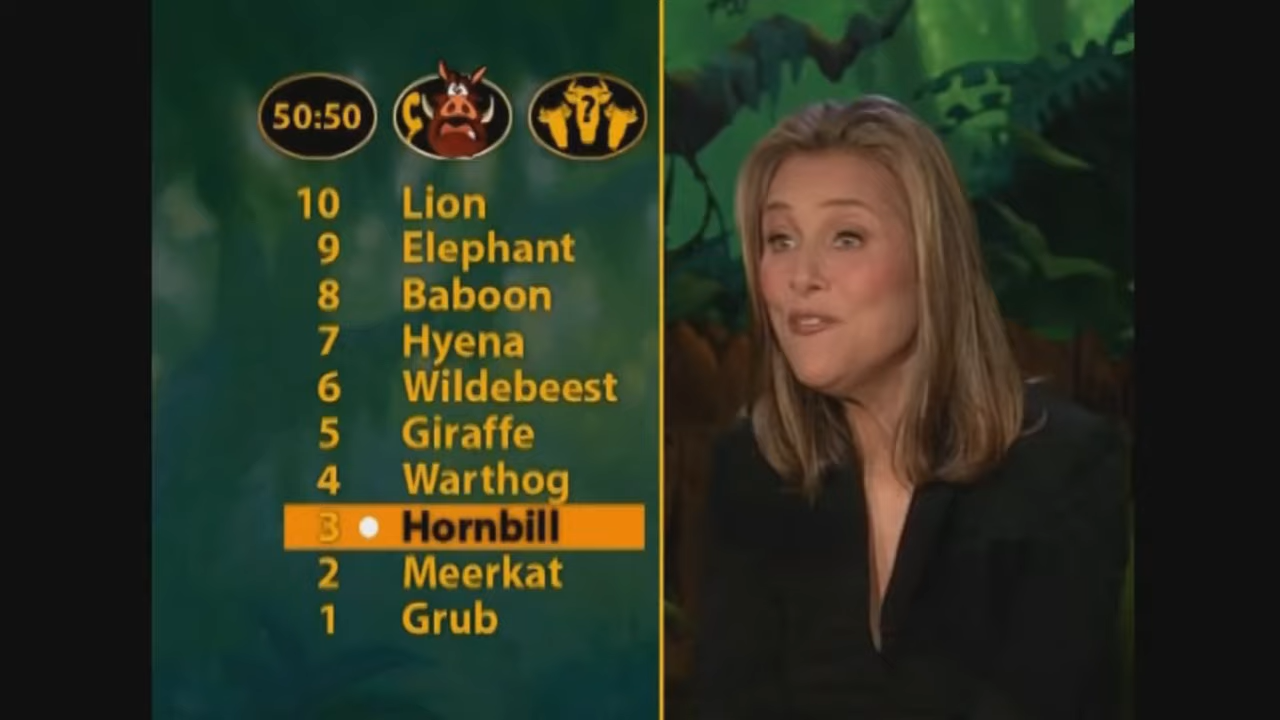 50:50
?
10 Lion
9 Elephant
8 Baboon
7 Hyena
6 Wildebeest
5 Giraffe
4 Warthog
3 Hornbill
2 Meerkat
1 Grub